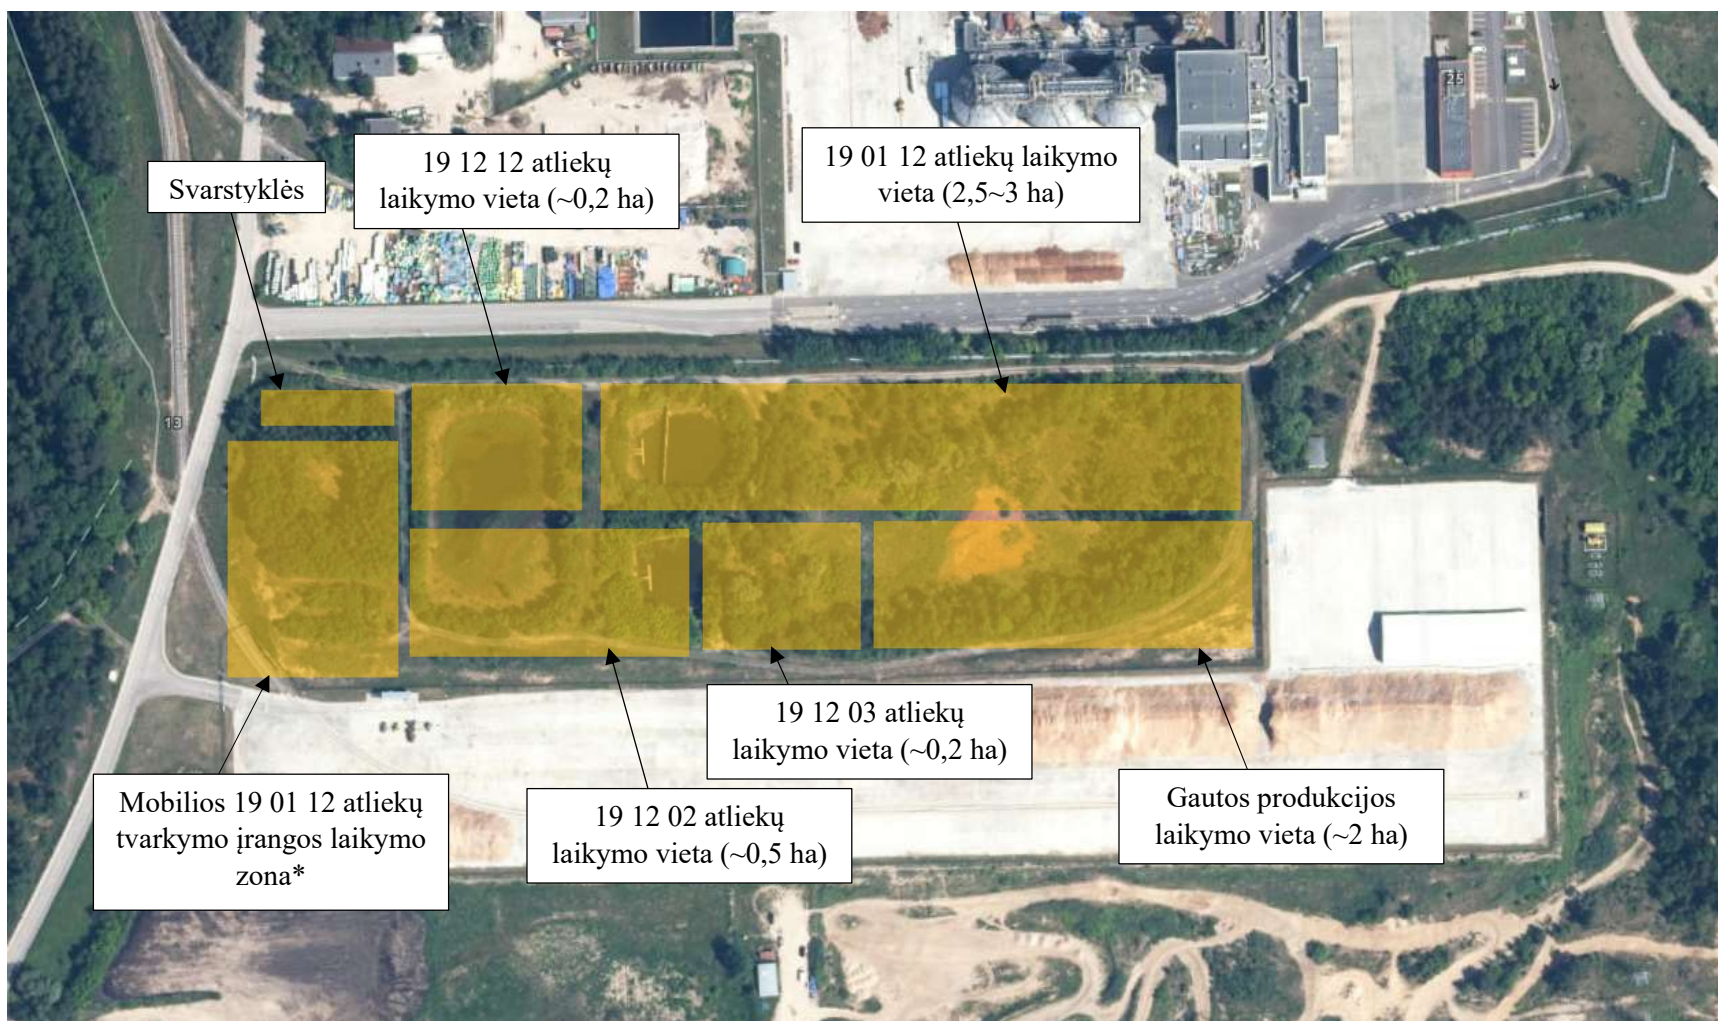 25
19 12 12 atliekų
laikymo vieta (~0,2 ha)
19 01 12 atliekų laikymo
vieta (2,5~3 ha)
Svarstyklės
13
19 12 03 atliekų
laikymo vieta (~0,2 ha)
Mobilios 19 01 12 atliekų
tvarkymo įrangos laikymo
zona*
19 12 02 atliekų
laikymo vieta (~0,5 ha)
Gautos produkcijos
laikymo vieta (~2 ha)